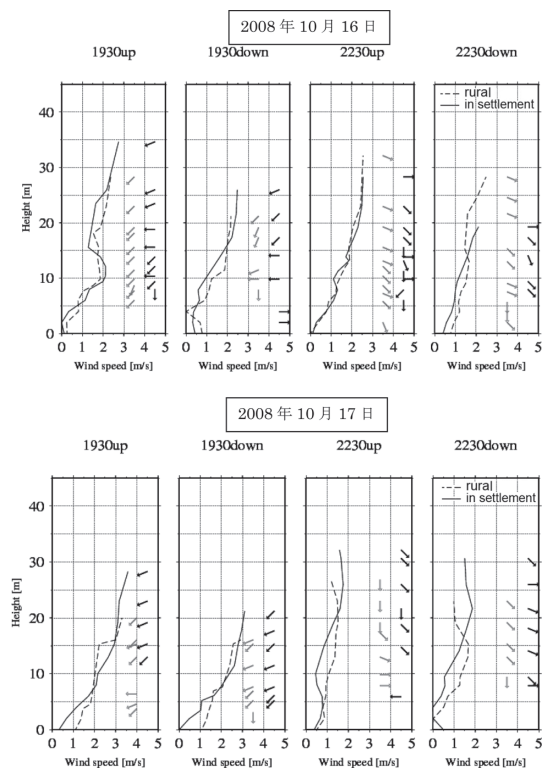 2008 年 10 月 16 日
1930up 1930down 2230up 2230down
rural
in settlement
40
30
20
10
0
Height [m]
0 1 2 3 4 5 0 1 2 3 4 5 0 1 2 3 4 5 0 1 2 3 4 5
Wind speed [m/s] Wind speed [m/s] Wind speed [m/s] Wind speed [m/s]
2008 年 10 月 17 日
1930up 1930down 2230up 2230down
rural
in settlement
40
30
20
10
0
Height [m]
0 1 2 3 4 5 0 1 2 3 4 5 0 1 2 3 4 5 0 1 2 3 4 5
Wind speed [m/s] Wind speed [m/s] Wind speed [m/s] Wind speed [m/s]